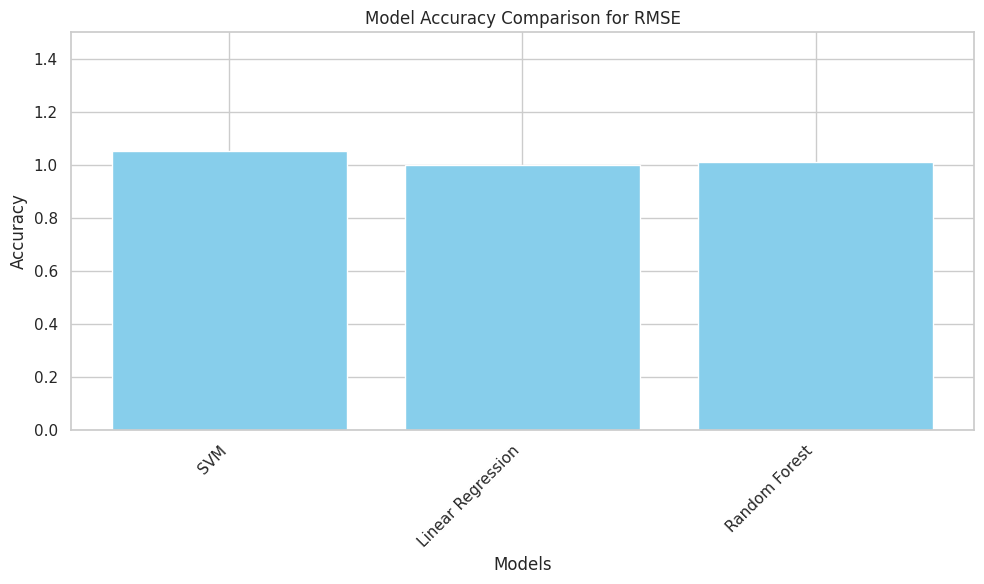 Model Accuracy Comparison for RMSE
1.4
1.2
1.0
0.8
0.6
0.4
0.2
0.0
Accuracy
SVM
Linear Regression
Random Forest
Models